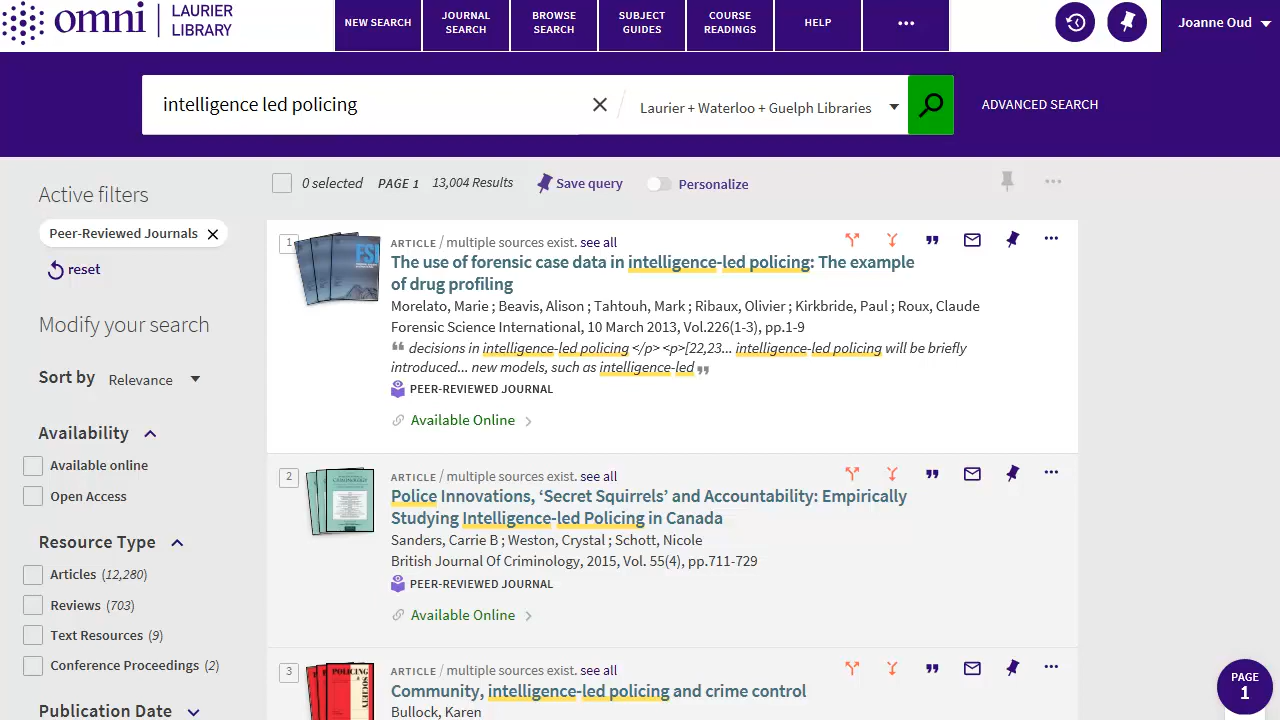 omni LAURIER LIBRARY
NEW SEARCH
JOURNAL SEARCH
BROWSE SEARCH
SUBJECT GUIDES
COURSE READINGS
HELP
...
Joanne Oud
intelligence led policing
Laurier + Waterloo + Guelph Libraries
ADVANCED SEARCH
Active filters
Peer-Reviewed Journals
reset
Modify your search
Sort by Relevance
Availability
Available online
Open Access
Resource Type
Articles (12,280)
Reviews (703)
Text Resources (9)
Conference Proceedings (2)
Publication Date
0 selected PAGE 1 13,004 Results Save query Personalize
1
ARTICLE / multiple sources exist. see all
The use of forensic case data in intelligence-led policing: The example
of drug profiling
Morelato, Marie ; Beavis, Alison ; Tahtouh, Mark ; Ribaux, Olivier ; Kirkbride, Paul ; Roux, Claude
Forensic Science International, 10 March 2013, Vol.226(1-3), pp.1-9
❝ decisions in intelligence-led policing </p> <p>[22,23... intelligence-led policing will be briefly
introduced... new models, such as intelligence-led ❞
PEER-REVIEWED JOURNAL
Available Online
2
ARTICLE / multiple sources exist. see all
Police Innovations, ‘Secret Squirrels’ and Accountability: Empirically
Studying Intelligence-led Policing in Canada
Sanders, Carrie B ; Weston, Crystal ; Schott, Nicole
British Journal Of Criminology, 2015, Vol. 55(4), pp.711-729
PEER-REVIEWED JOURNAL
Available Online
3
POLICING
ARTICLE / multiple sources exist. see all
Community, intelligence-led policing and crime control
Bullock, Karen
PAGE
1